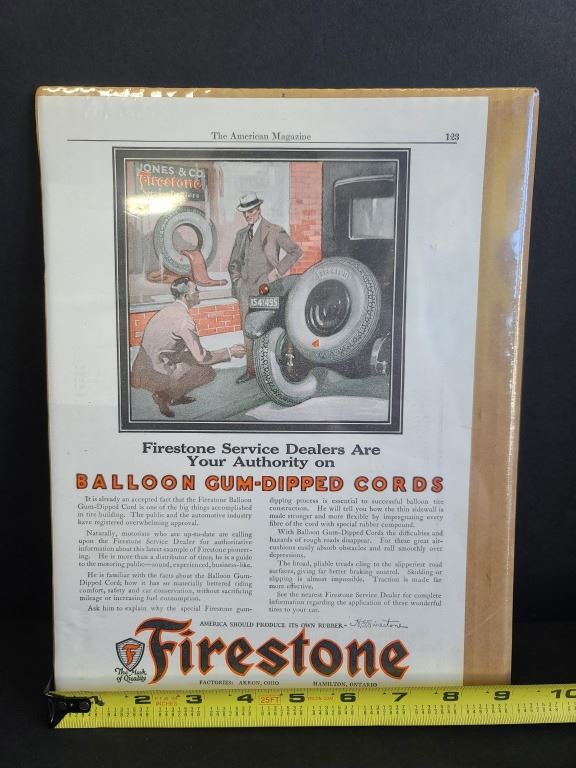 The American Magazine 123
JONES & CO.
Firestone
Service Dealers
Firestone
154·495
Firestone Service Dealers Are
Your Authority on
BALLOON GUM-DIPPED CORDS
It is already an accepted fact that the Firestone Balloon
Gum-Dipped Cord is one of the big things accomplished
in tire building. The public and the automotive industry
have registered overwhelming approval.
Naturally, motorists who are up-to-date are calling
upon the Firestone Service Dealer for authoritative
information about this latest example of Firestone pioneer-
ing. He is more than a distributor of tires, he is a guide
to the motoring public—sound, experienced, business-like.
He is familiar with the facts about the Balloon Gum-
Dipped Cord; how it has so materially bettered riding
comfort, safety and car conservation, without sacrificing
mileage or increasing fuel consumption.
Ask him to explain why the special Firestone gum-
dipping process is essential to successful balloon tire
construction. He will tell you how the thin sidewall is
made stronger and more flexible by impregnating every
fibre of the cord with special rubber compound.
With Balloon Gum-Dipped Cords the difficulties and
hazards of rough roads disappear. For these great air-
cushions easily absorb obstacles and roll smoothly over
depressions.
The broad, pliable treads cling to the slipperiest road
surfaces, giving far better braking control. Skidding or
slipping is almost impossible. Traction is made far
more effective.
See the nearest Firestone Service Dealer for complete
information regarding the application of these wonderful
tires to your car.
AMERICA SHOULD PRODUCE ITS OWN RUBBER— H.S. Firestone
F
The Mark
of Quality
Firestone
FACTORIES: AKRON, OHIO HAMILTON, ONTARIO
1 2 3 4 5 6 7 8 9 10
INCHES 25FT